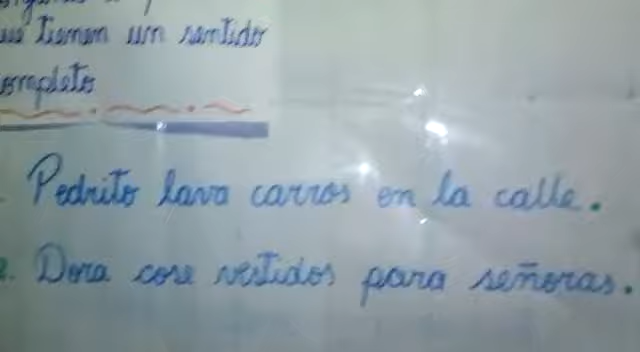 tienen un sentido
completo
Pedrito lava carros en la calle.
2. Dora cose vestidos para señoras.